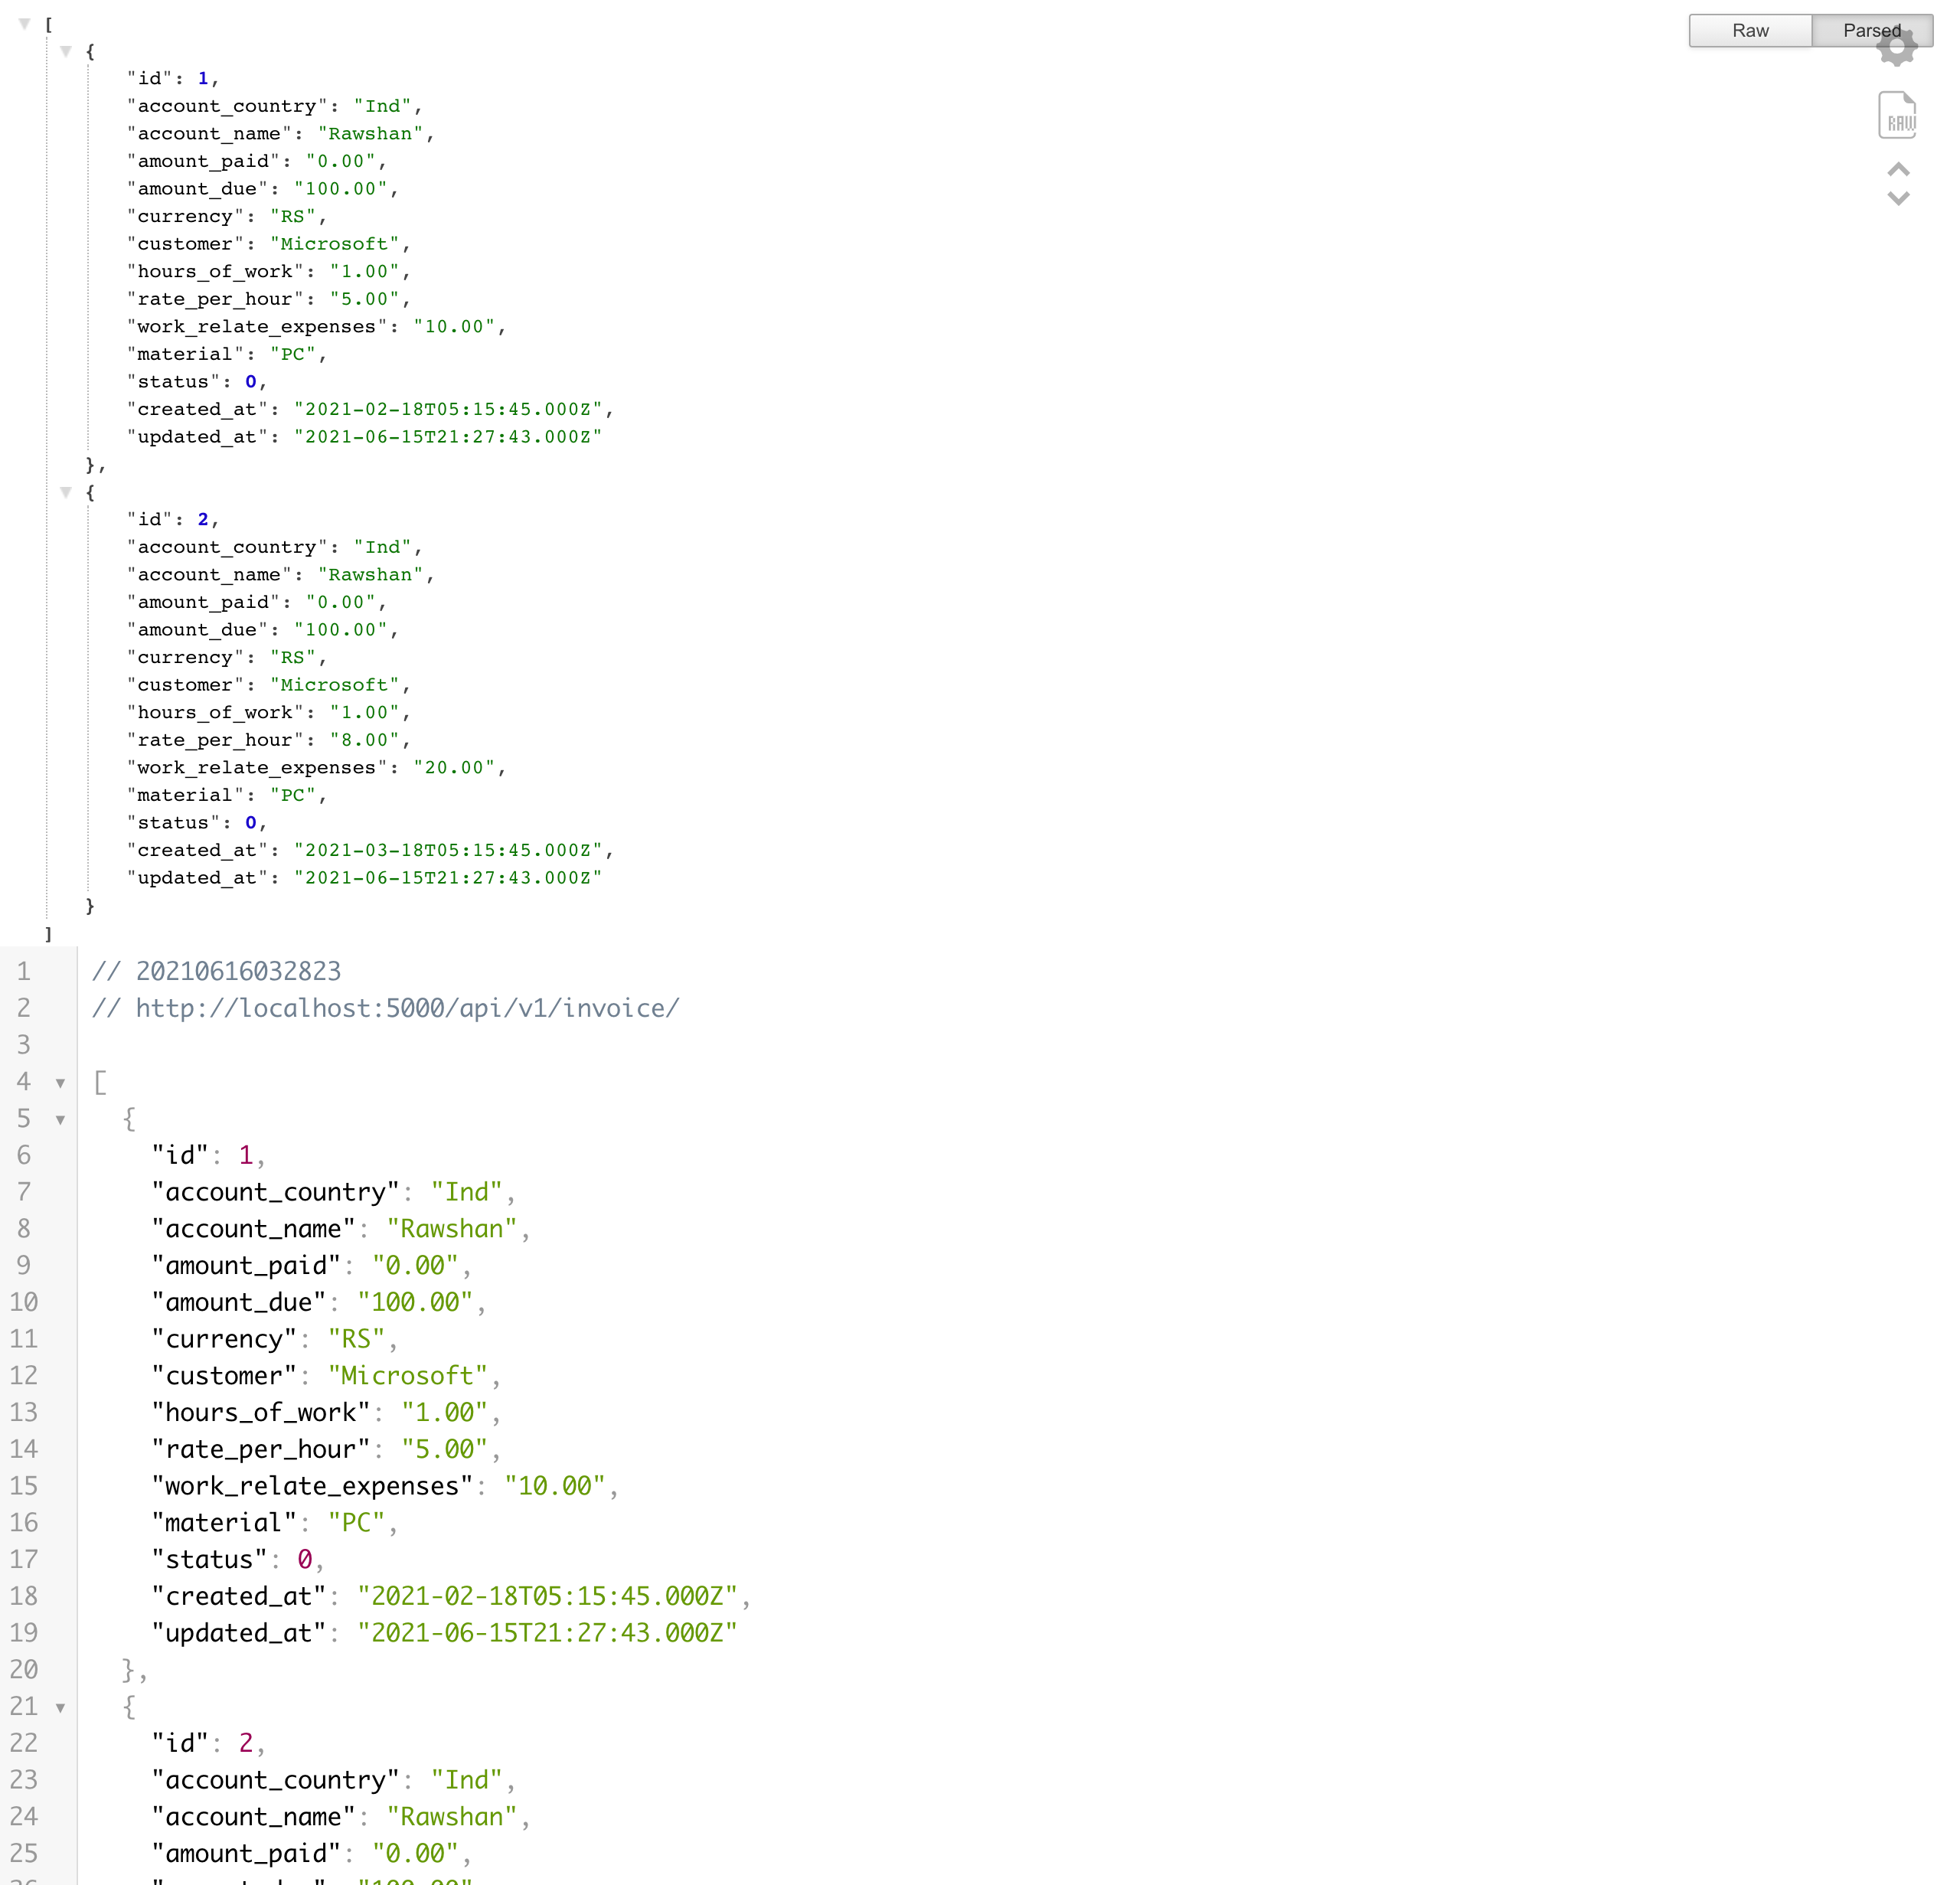 [
Raw Parsed
{
"id": 1,
"account_country": "Ind",
"account_name": "Rawshan",
"amount_paid": "0.00",
"amount_due": "100.00",
"currency": "RS",
"customer": "Microsoft",
"hours_of_work": "1.00",
"rate_per_hour": "5.00",
"work_relate_expenses": "10.00",
"material": "PC",
"status": 0,
"created_at": "2021-02-18T05:15:45.000Z",
"updated_at": "2021-06-15T21:27:43.000Z"
},
{
"id": 2,
"account_country": "Ind",
"account_name": "Rawshan",
"amount_paid": "0.00",
"amount_due": "100.00",
"currency": "RS",
"customer": "Microsoft",
"hours_of_work": "1.00",
"rate_per_hour": "8.00",
"work_relate_expenses": "20.00",
"material": "PC",
"status": 0,
"created_at": "2021-03-18T05:15:45.000Z",
"updated_at": "2021-06-15T21:27:43.000Z"
}
]
RAW
1 // 20210616032823
2 // http://localhost:5000/api/v1/invoice/
3
4 [
5 {
6 "id": 1,
7 "account_country": "Ind",
8 "account_name": "Rawshan",
9 "amount_paid": "0.00",
10 "amount_due": "100.00",
11 "currency": "RS",
12 "customer": "Microsoft",
13 "hours_of_work": "1.00",
14 "rate_per_hour": "5.00",
15 "work_relate_expenses": "10.00",
16 "material": "PC",
17 "status": 0,
18 "created_at": "2021-02-18T05:15:45.000Z",
19 "updated_at": "2021-06-15T21:27:43.000Z"
20 },
21 {
22 "id": 2,
23 "account_country": "Ind",
24 "account_name": "Rawshan",
25 "amount_paid": "0.00",